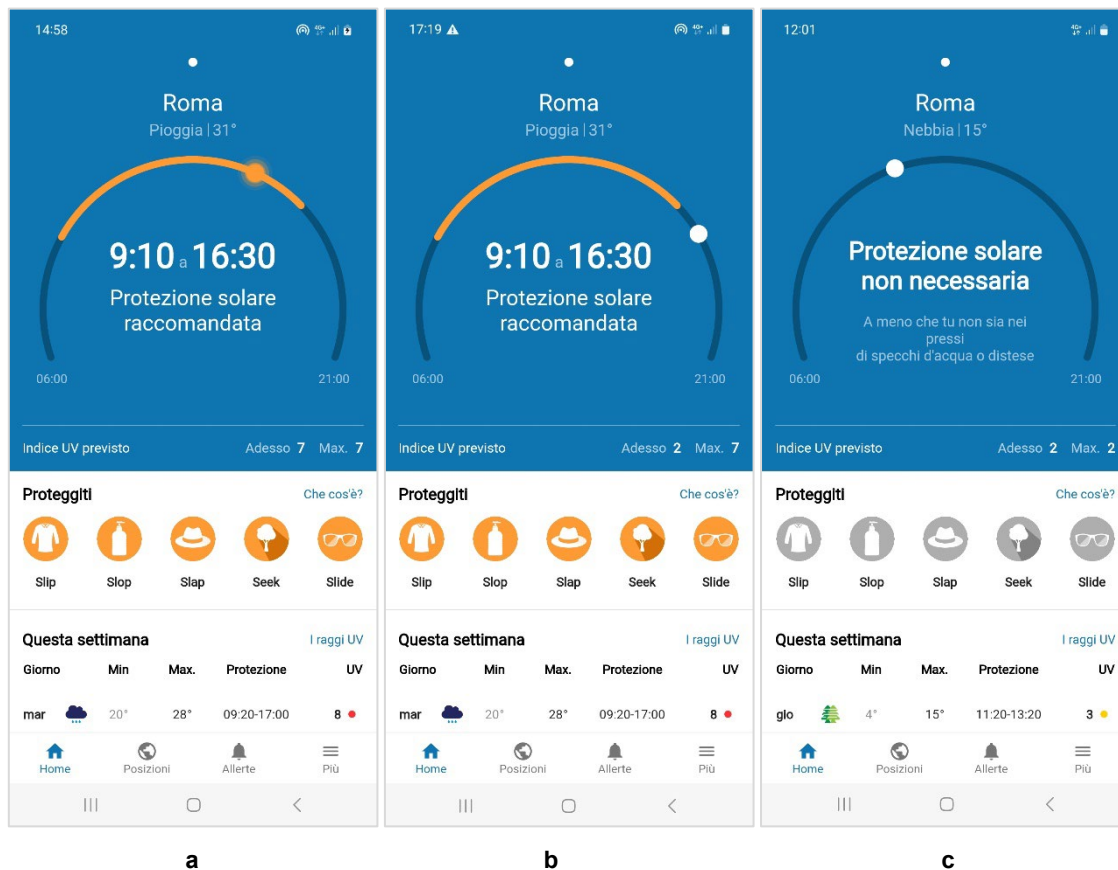 14:58
4G+
Roma
Pioggia | 31°
9:10 a 16:30
Protezione solare
raccomandata
06:00 21:00
Indice UV previsto Adesso 7 Max. 7
Proteggiti Che cos'è?
Slip Slop Slap Seek Slide
Questa settimana I raggi UV
Giorno Min Max. Protezione UV
mar 20° 28° 09:20-17:00 8
Home Posizioni Allerte Più
a
17:19
4G+
Roma
Pioggia | 31°
9:10 a 16:30
Protezione solare
raccomandata
06:00 21:00
Indice UV previsto Adesso 2 Max. 7
Proteggiti Che cos'è?
Slip Slop Slap Seek Slide
Questa settimana I raggi UV
Giorno Min Max. Protezione UV
mar 20° 28° 09:20-17:00 8
Home Posizioni Allerte Più
b
12:01
4G+
Roma
Nebbia | 15°
Protezione solare
non necessaria
A meno che tu non sia nei
pressi
di specchi d'acqua o distese
06:00 21:00
Indice UV previsto Adesso 2 Max. 2
Proteggiti Che cos'è?
Slip Slop Slap Seek Slide
Questa settimana I raggi UV
Giorno Min Max. Protezione UV
gio 4° 15° 11:20-13:20 3
Home Posizioni Allerte Più
c